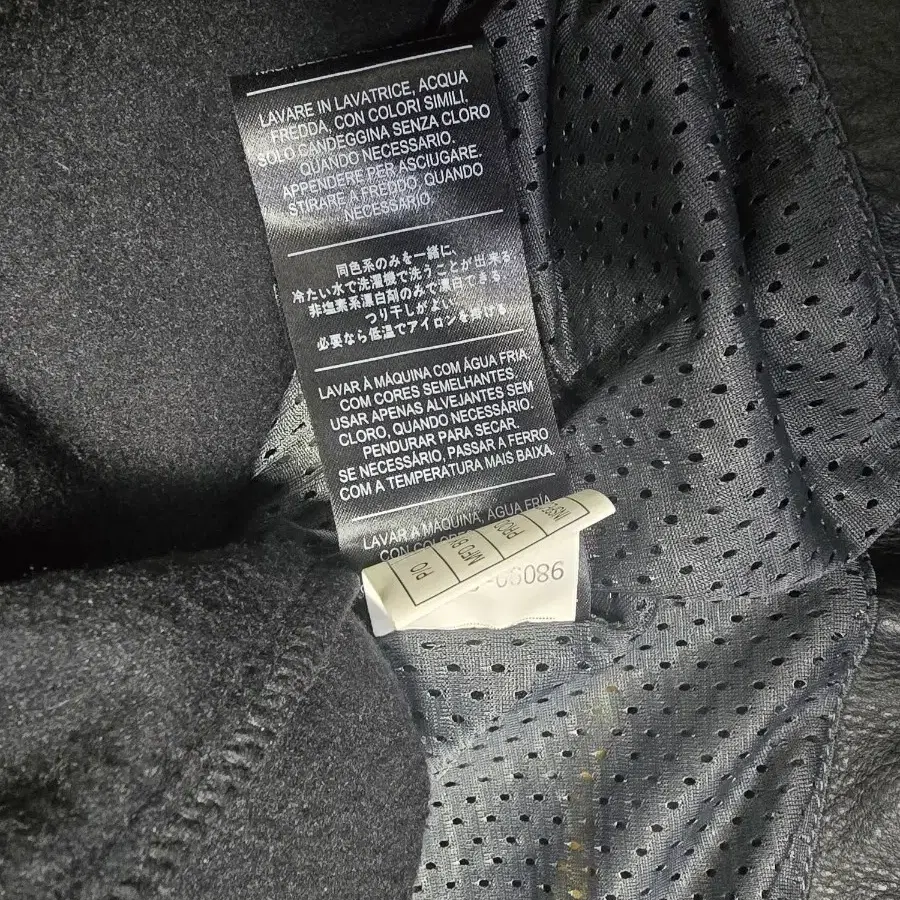 LAVARE IN LAVATRICE, ACQUA
FREDDA, CON COLORI SIMILI,
SOLO CANDEGGINA SENZA CLORO
QUANDO NECESSARIO.
APPENDERE PER ASCIUGARE.
STIRARE A FREDDO, QUANDO
NECESSARIO.
同色系のみを一緒に、
冷たい水で洗濯機で洗うことが出来る
非塩素系漂白剤のみで漂白できる
つり干しがよい
必要なら低温でアイロンを掛ける
LAVAR À MÁQUINA COM ÁGUA FRIA,
COM CORES SEMELHANTES.
USAR APENAS ALVEJANTES SEM
CLORO, QUANDO NECESSÁRIO.
PENDURAR PARA SECAR.
SE NECESSÁRIO, PASSAR A FERRO
COM A TEMPERATURA MAIS BAIXA.
LAVAR A MÁQUINA, AGUA FRÍA,
P/O
98090-